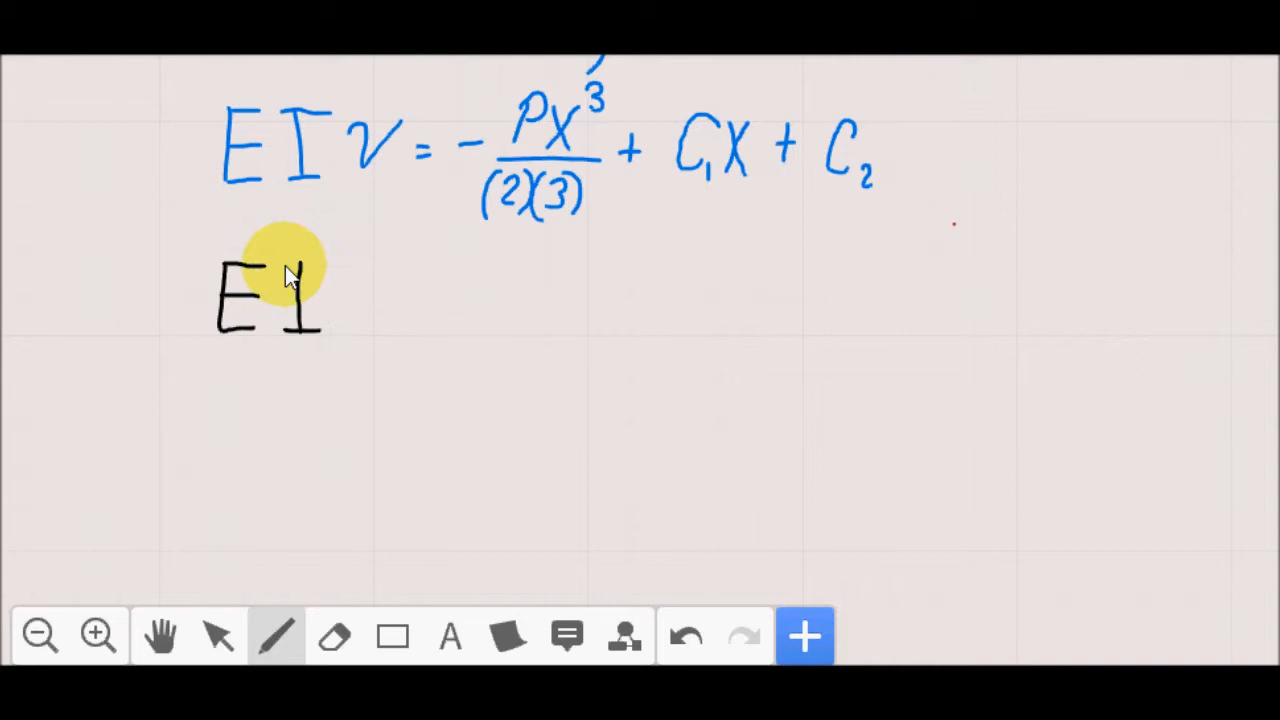 EIv = - PX³/(2)(3) + C₁X + C₂
EI
A